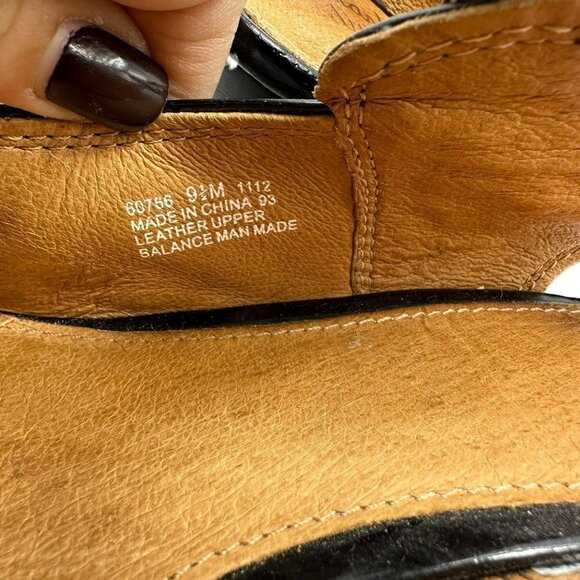 60756 9½M 1112
MADE IN CHINA 93
LEATHER UPPER
BALANCE MAN MADE